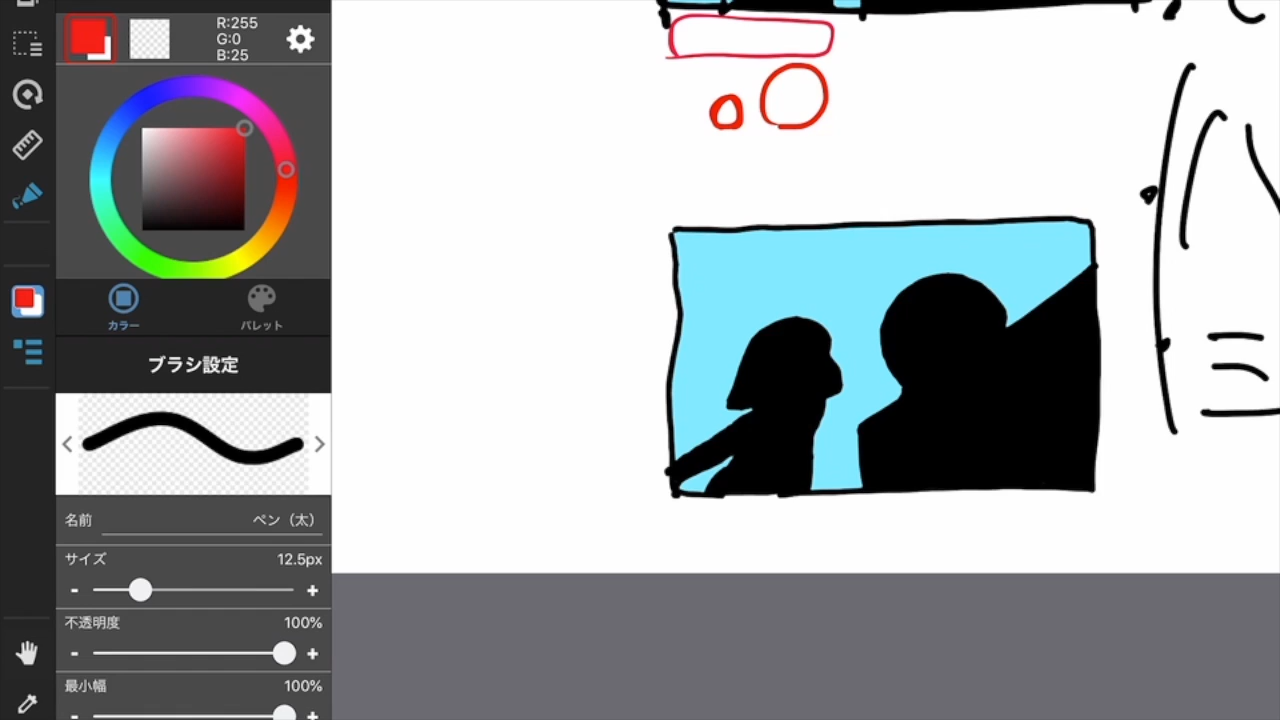 R:255
G:0
B:25
カラー
パレット
ブラシ設定
名前 ペン（太）
サイズ 12.5px
- +
不透明度 100%
- +
最小幅 100%
- +